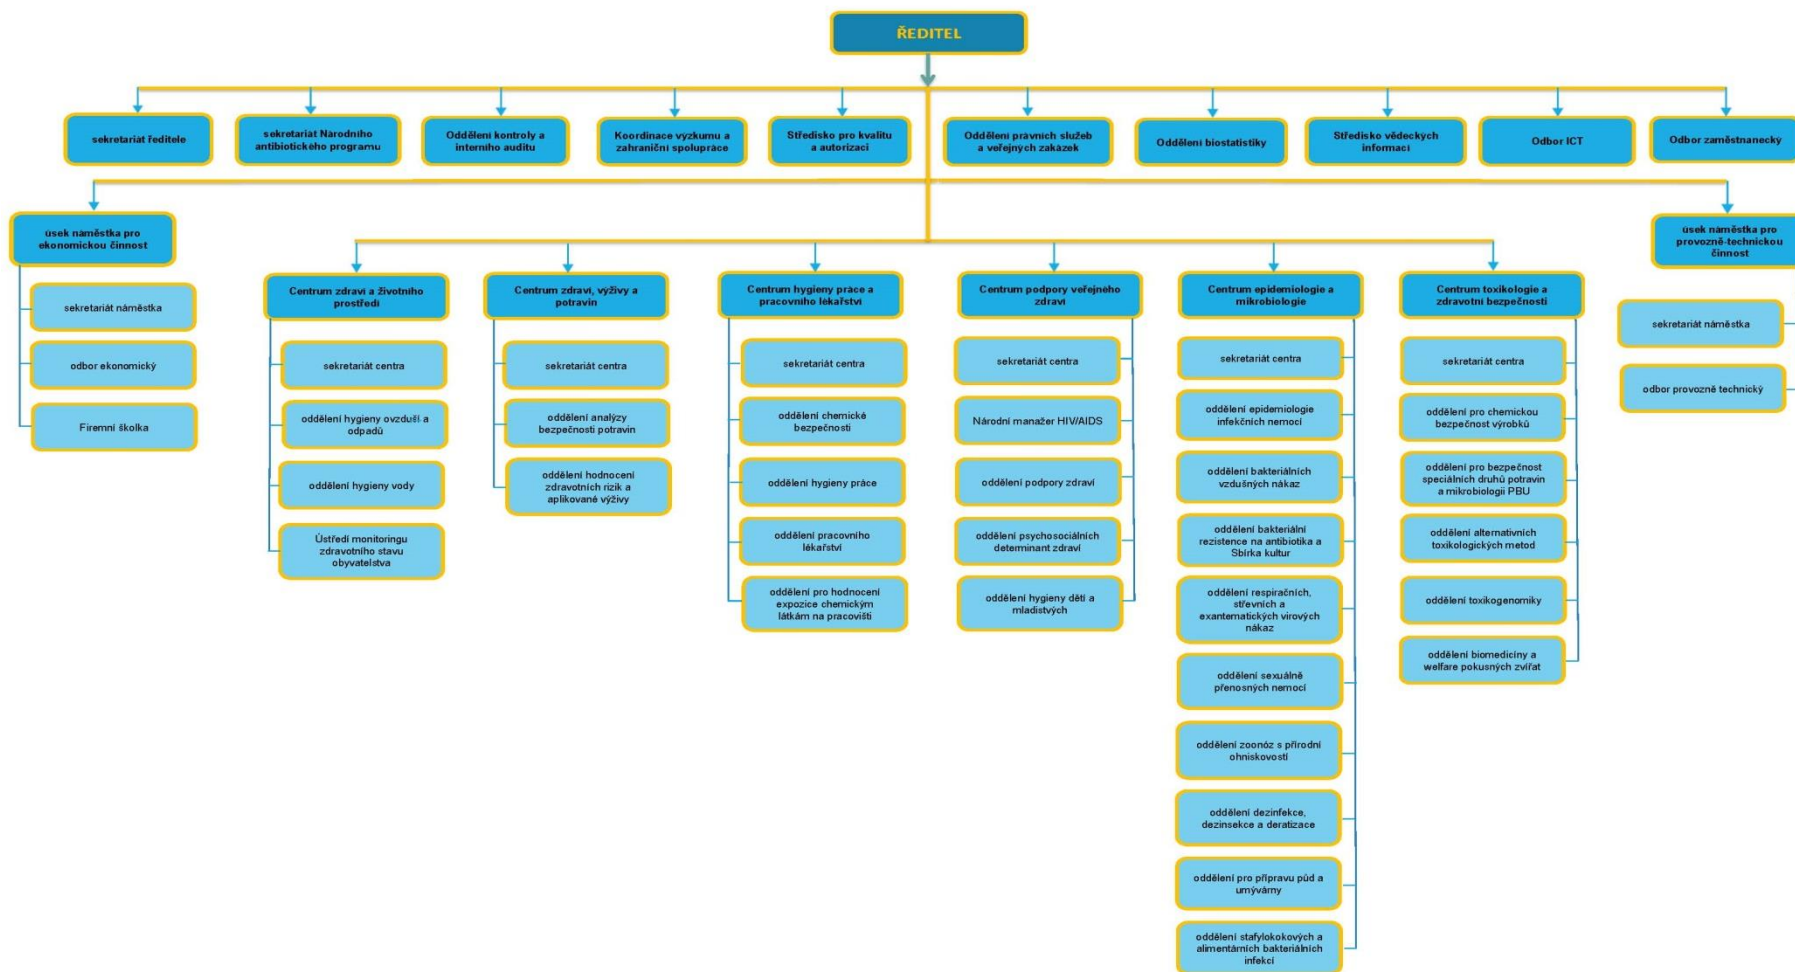 ŘEDITEL
sekretariát ředitele
sekretariát Národního
antibiotického programu
Oddělení kontroly a
interního auditu
Koordinace výzkumu a
zahraniční spolupráce
Středisko pro kvalitu
a autorizaci
Oddělení právních služeb
a veřejných zakázek
Oddělení biostatistiky
Středisko vědeckých
informací
Odbor ICT
Odbor zaměstnanecký
úsek náměstka pro
ekonomickou činnost
sekretariát náměstka
odbor ekonomický
Firemní školka
Centrum zdraví a životního
prostředí
sekretariát centra
oddělení hygieny ovzduší a
odpadů
oddělení hygieny vody
Ústředí monitoringu
zdravotního stavu
obyvatelstva
Centrum zdraví, výživy a
potravin
sekretariát centra
oddělení analýzy
bezpečnosti potravin
oddělení hodnocení
zdravotních rizik a
aplikované výživy
Centrum hygieny práce a
pracovního lékařství
sekretariát centra
oddělení chemické
bezpečnosti
oddělení hygieny práce
oddělení pracovního
lékařství
oddělení pro hodnocení
expozice chemickým
látkám na pracovišti
Centrum podpory veřejného
zdraví
sekretariát centra
Národní manažer HIV/AIDS
oddělení podpory zdraví
oddělení psychosociálních
determinant zdraví
oddělení hygieny dětí a
mladistvých
Centrum epidemiologie a
mikrobiologie
sekretariát centra
oddělení epidemiologie
infekčních nemocí
oddělení bakteriálních
vzdušných nákaz
oddělení bakteriální
rezistence na antibiotika a
Sbírka kultur
oddělení respiračních,
střevních a
exantematických virových
nákaz
oddělení sexuálně
přenosných nemocí
oddělení zoonóz s přírodní
ohniskovostí
oddělení dezinfekce,
dezinsekce a deratizace
oddělení pro přípravu půd a
umývárny
oddělení stafylokokových a
alimentárních bakteriálních
infekcí
Centrum toxikologie a
zdravotní bezpečnosti
sekretariát centra
oddělení pro chemickou
bezpečnost výrobků
oddělení pro bezpečnost
speciálních druhů potravin
a mikrobiologii PBU
oddělení alternativních
toxikologických metod
oddělení toxikogenomiky
oddělení biomedicíny a
welfare pokusných zvířat
úsek náměstka pro
provozně-technickou
činnost
sekretariát náměstka
odbor provozně technický